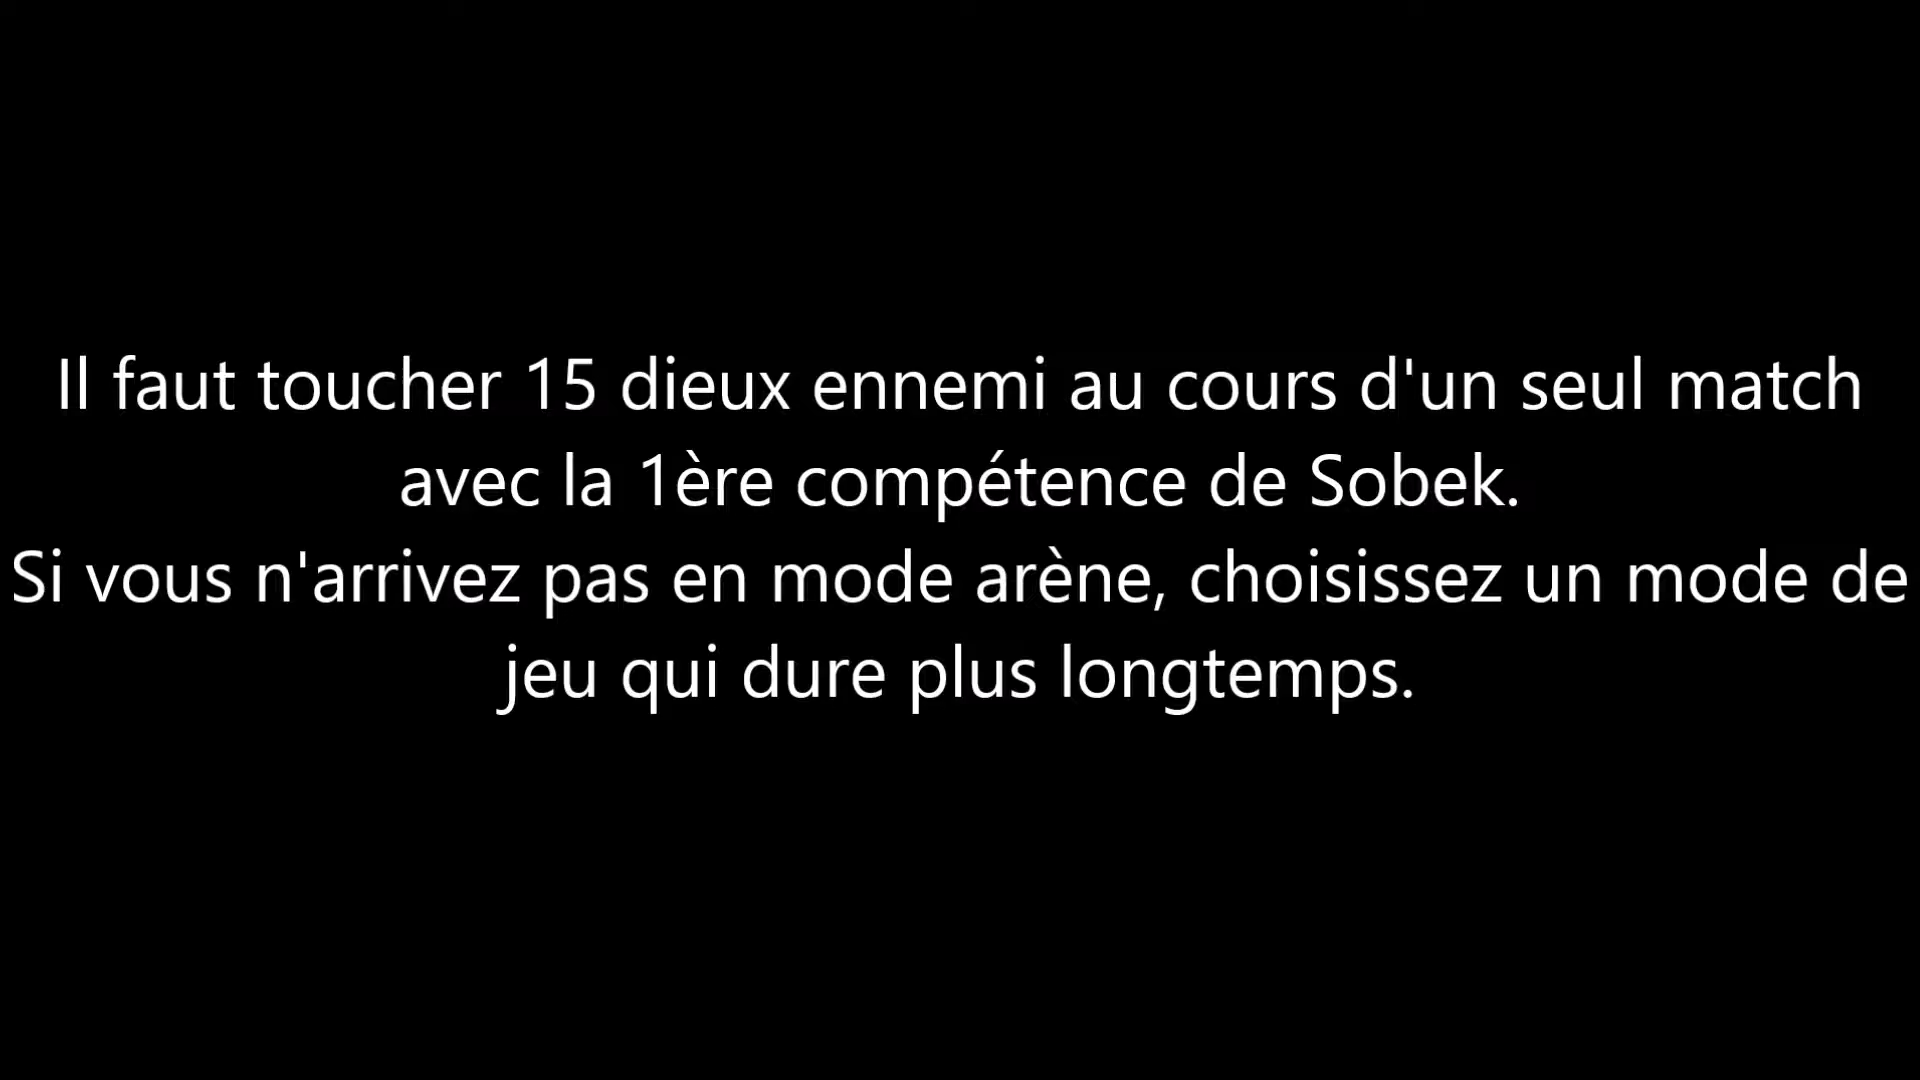 Il faut toucher 15 dieux ennemi au cours d'un seul match
avec la 1ère compétence de Sobek.
Si vous n'arrivez pas en mode arène, choisissez un mode de
jeu qui dure plus longtemps.